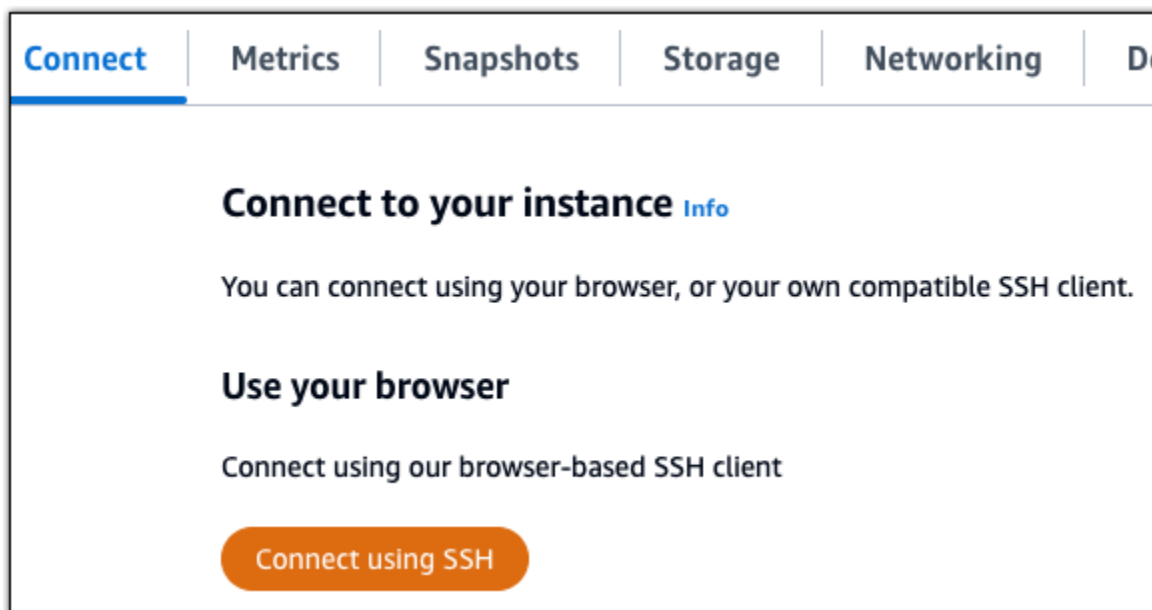 Connect Metrics Snapshots Storage Networking
Connect to your instance Info
You can connect using your browser, or your own compatible SSH client.
Use your browser
Connect using our browser-based SSH client
Connect using SSH